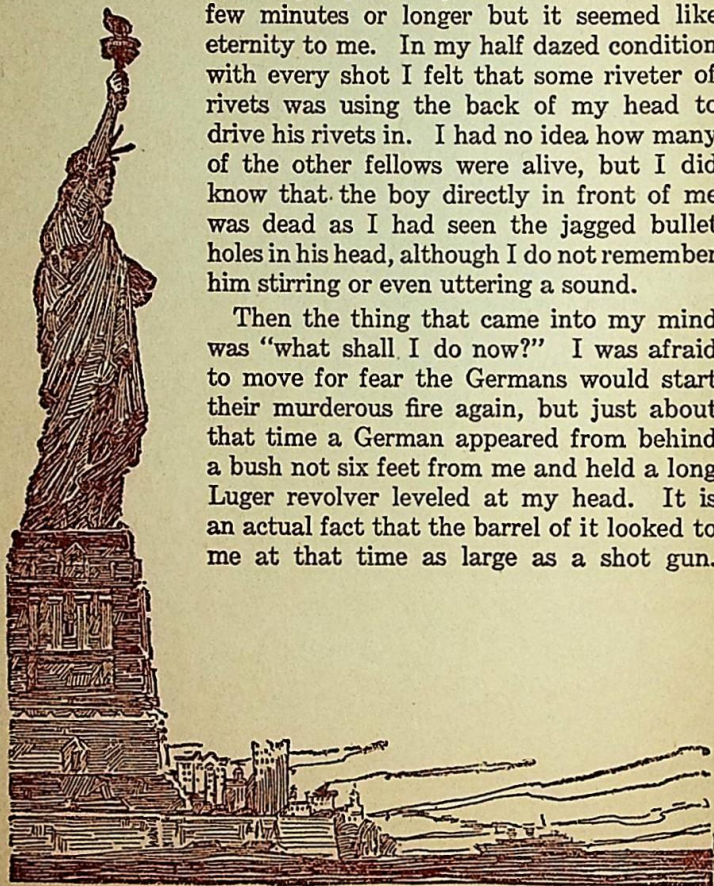 few minutes or longer but it seemed like
eternity to me. In my half dazed condition
with every shot I felt that some riveter of
rivets was using the back of my head to
drive his rivets in. I had no idea how many
of the other fellows were alive, but I did
know that the boy directly in front of me
was dead as I had seen the jagged bullet
holes in his head, although I do not remember
him stirring or even uttering a sound.
Then the thing that came into my mind
was “what shall I do now?” I was afraid
to move for fear the Germans would start
their murderous fire again, but just about
that time a German appeared from behind
a bush not six feet from me and held a long
Luger revolver leveled at my head. It is
an actual fact that the barrel of it looked to
me at that time as large as a shot gun.